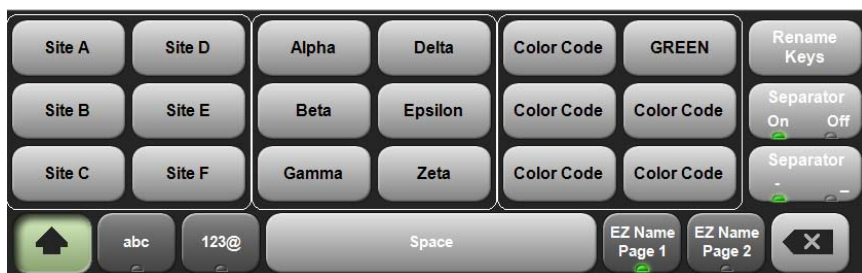 Site A Site D Alpha Delta Color Code GREEN Rename
Keys
Site B Site E Beta Epsilon Color Code Color Code Separator
On Off
Site C Site F Gamma Zeta Color Code Color Code Separator
- _
abc 123@ Space EZ Name
Page 1 EZ Name
Page 2